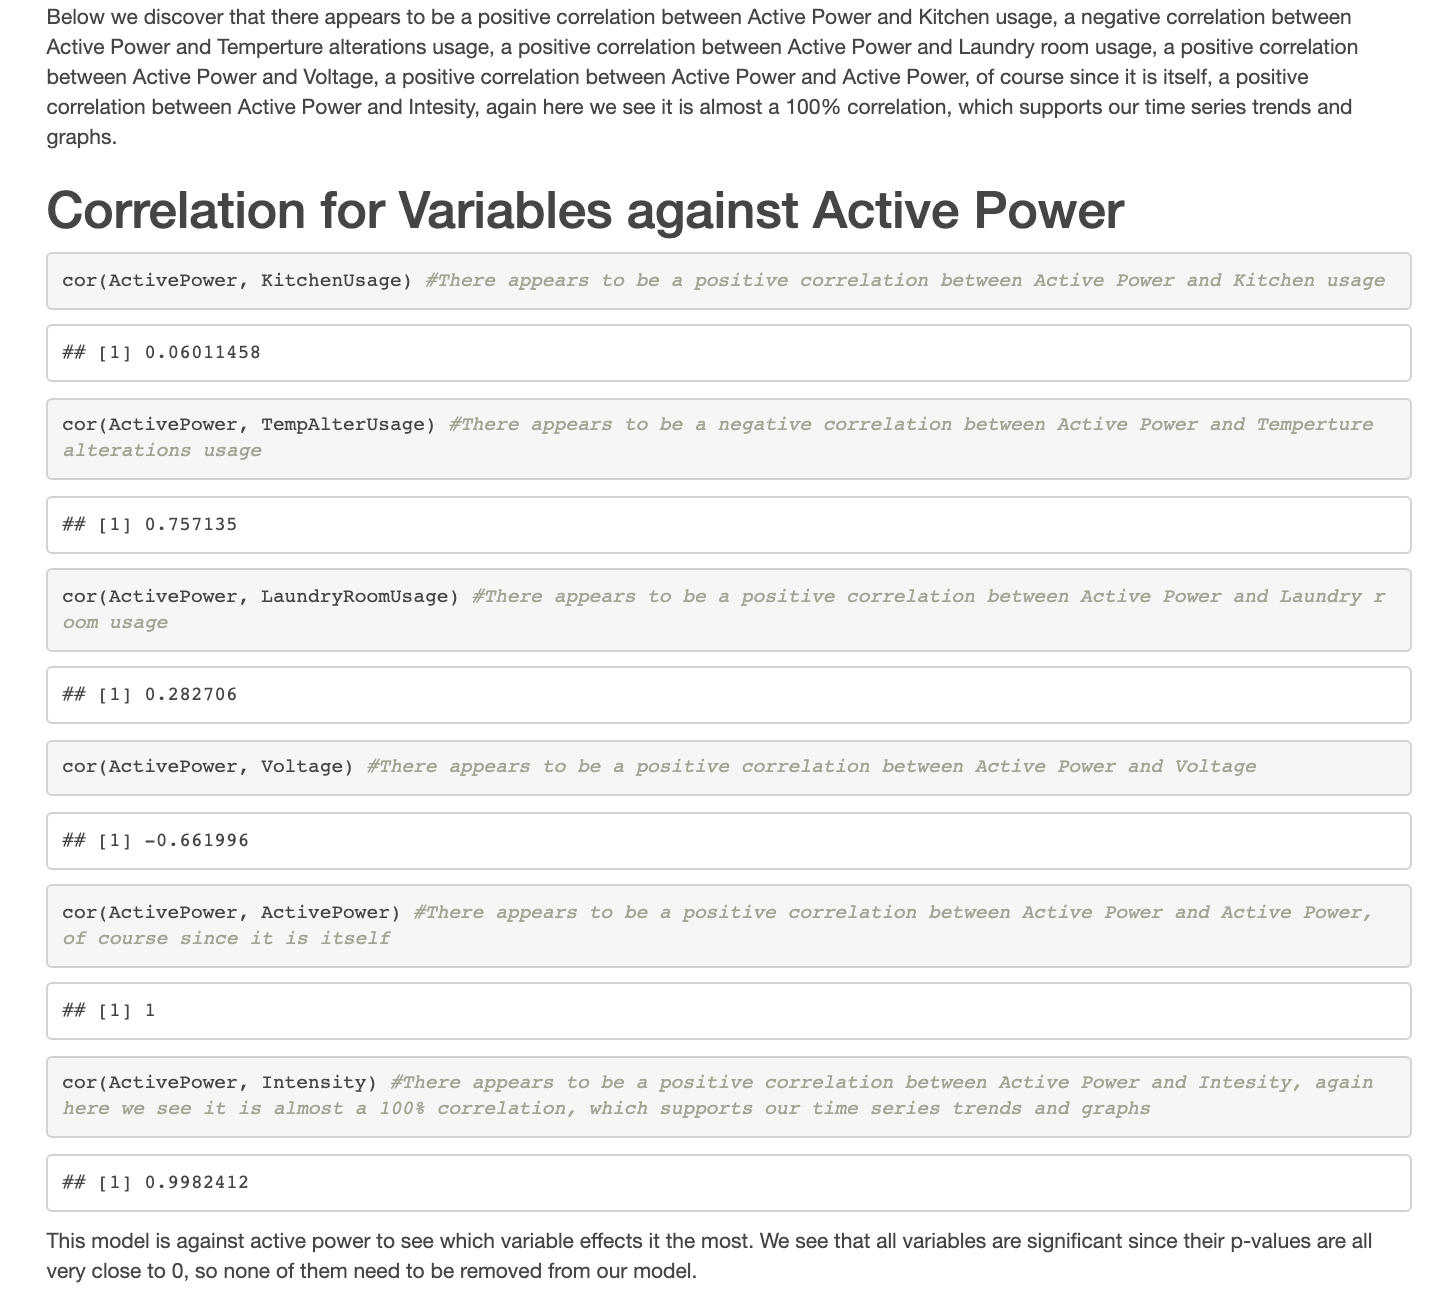 Below we discover that there appears to be a positive correlation between Active Power and Kitchen usage, a negative correlation between
Active Power and Temperture alterations usage, a positive correlation between Active Power and Laundry room usage, a positive correlation
between Active Power and Voltage, a positive correlation between Active Power and Active Power, of course since it is itself, a positive
correlation between Active Power and Intesity, again here we see it is almost a 100% correlation, which supports our time series trends and
graphs.
Correlation for Variables against Active Power
cor(ActivePower, KitchenUsage) #There appears to be a positive correlation between Active Power and Kitchen usage
## [1] 0.06011458
cor(ActivePower, TempAlterUsage) #There appears to be a negative correlation between Active Power and Temperture
alterations usage
## [1] 0.757135
cor(ActivePower, LaundryRoomUsage) #There appears to be a positive correlation between Active Power and Laundry r
oom usage
## [1] 0.282706
cor(ActivePower, Voltage) #There appears to be a positive correlation between Active Power and Voltage
## [1] -0.661996
cor(ActivePower, ActivePower) #There appears to be a positive correlation between Active Power and Active Power,
of course since it is itself
## [1] 1
cor(ActivePower, Intensity) #There appears to be a positive correlation between Active Power and Intesity, again
here we see it is almost a 100% correlation, which supports our time series trends and graphs
## [1] 0.9982412
This model is against active power to see which variable effects it the most. We see that all variables are significant since their p-values are all
very close to 0, so none of them need to be removed from our model.